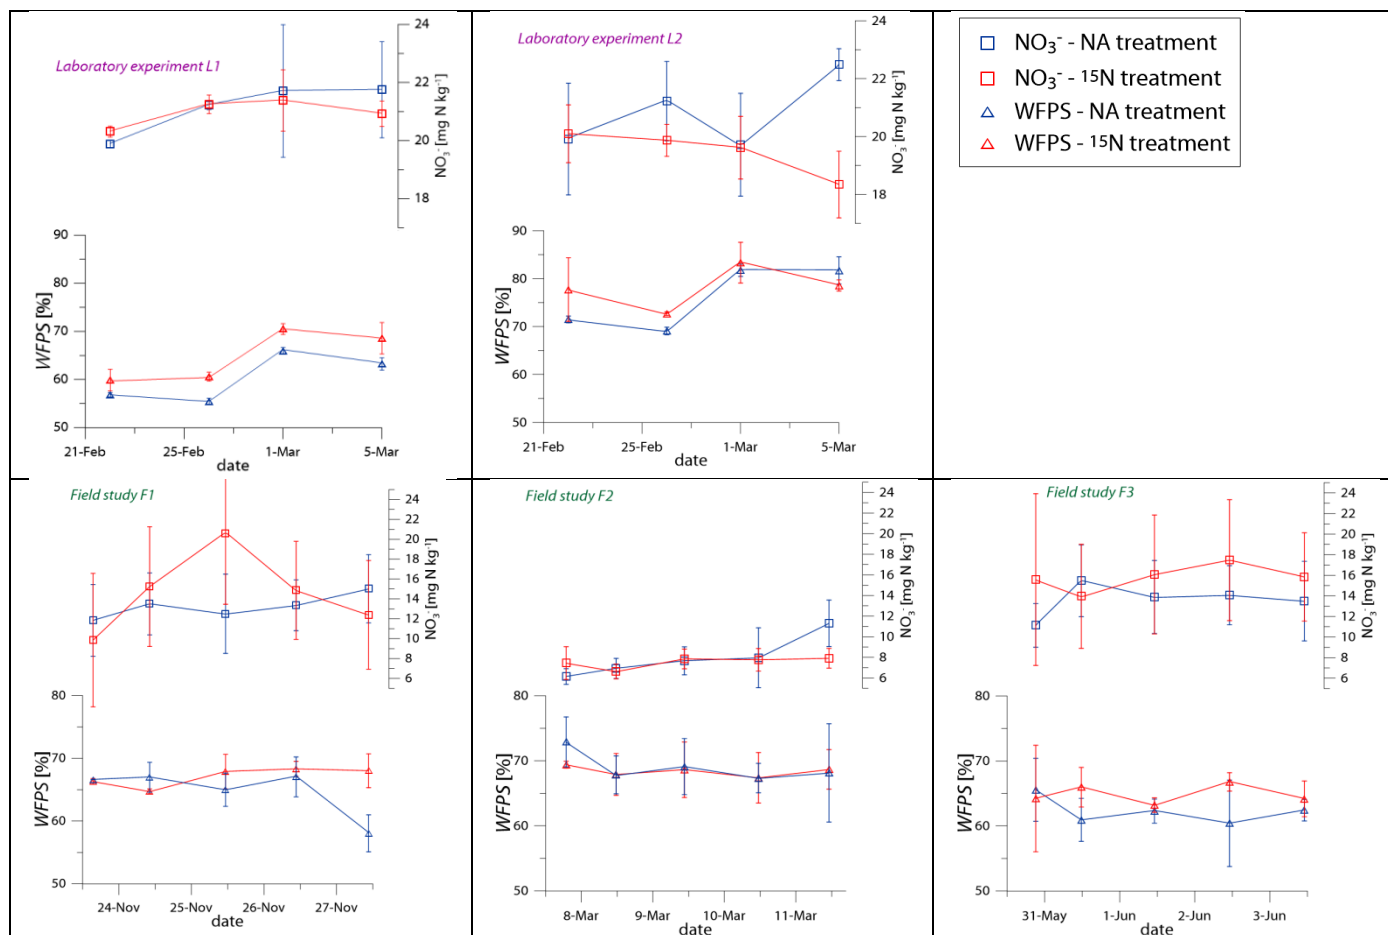 Laboratory experiment L1
24
22
20
18
NO₃⁻ [mg N kg⁻¹]
90
80
70
60
50
WFPS [%]
21-Feb
25-Feb
1-Mar
5-Mar
date
Laboratory experiment L2
24
22
20
18
NO₃⁻ [mg N kg⁻¹]
90
80
70
60
50
WFPS [%]
21-Feb
25-Feb
1-Mar
5-Mar
date
NO₃⁻ - NA treatment
NO₃⁻ - ¹⁵N treatment
WFPS - NA treatment
WFPS - ¹⁵N treatment
Field study F1
24
22
20
18
16
14
12
10
8
6
NO₃⁻ [mg N kg⁻¹]
80
70
60
50
WFPS [%]
24-Nov
25-Nov
26-Nov
27-Nov
date
Field study F2
24
22
20
18
16
14
12
10
8
6
NO₃⁻ [mg N kg⁻¹]
80
70
60
50
WFPS [%]
8-Mar
9-Mar
10-Mar
11-Mar
date
Field study F3
24
22
20
18
16
14
12
10
8
6
NO₃⁻ [mg N kg⁻¹]
80
70
60
50
WFPS [%]
31-May
1-Jun
2-Jun
3-Jun
date